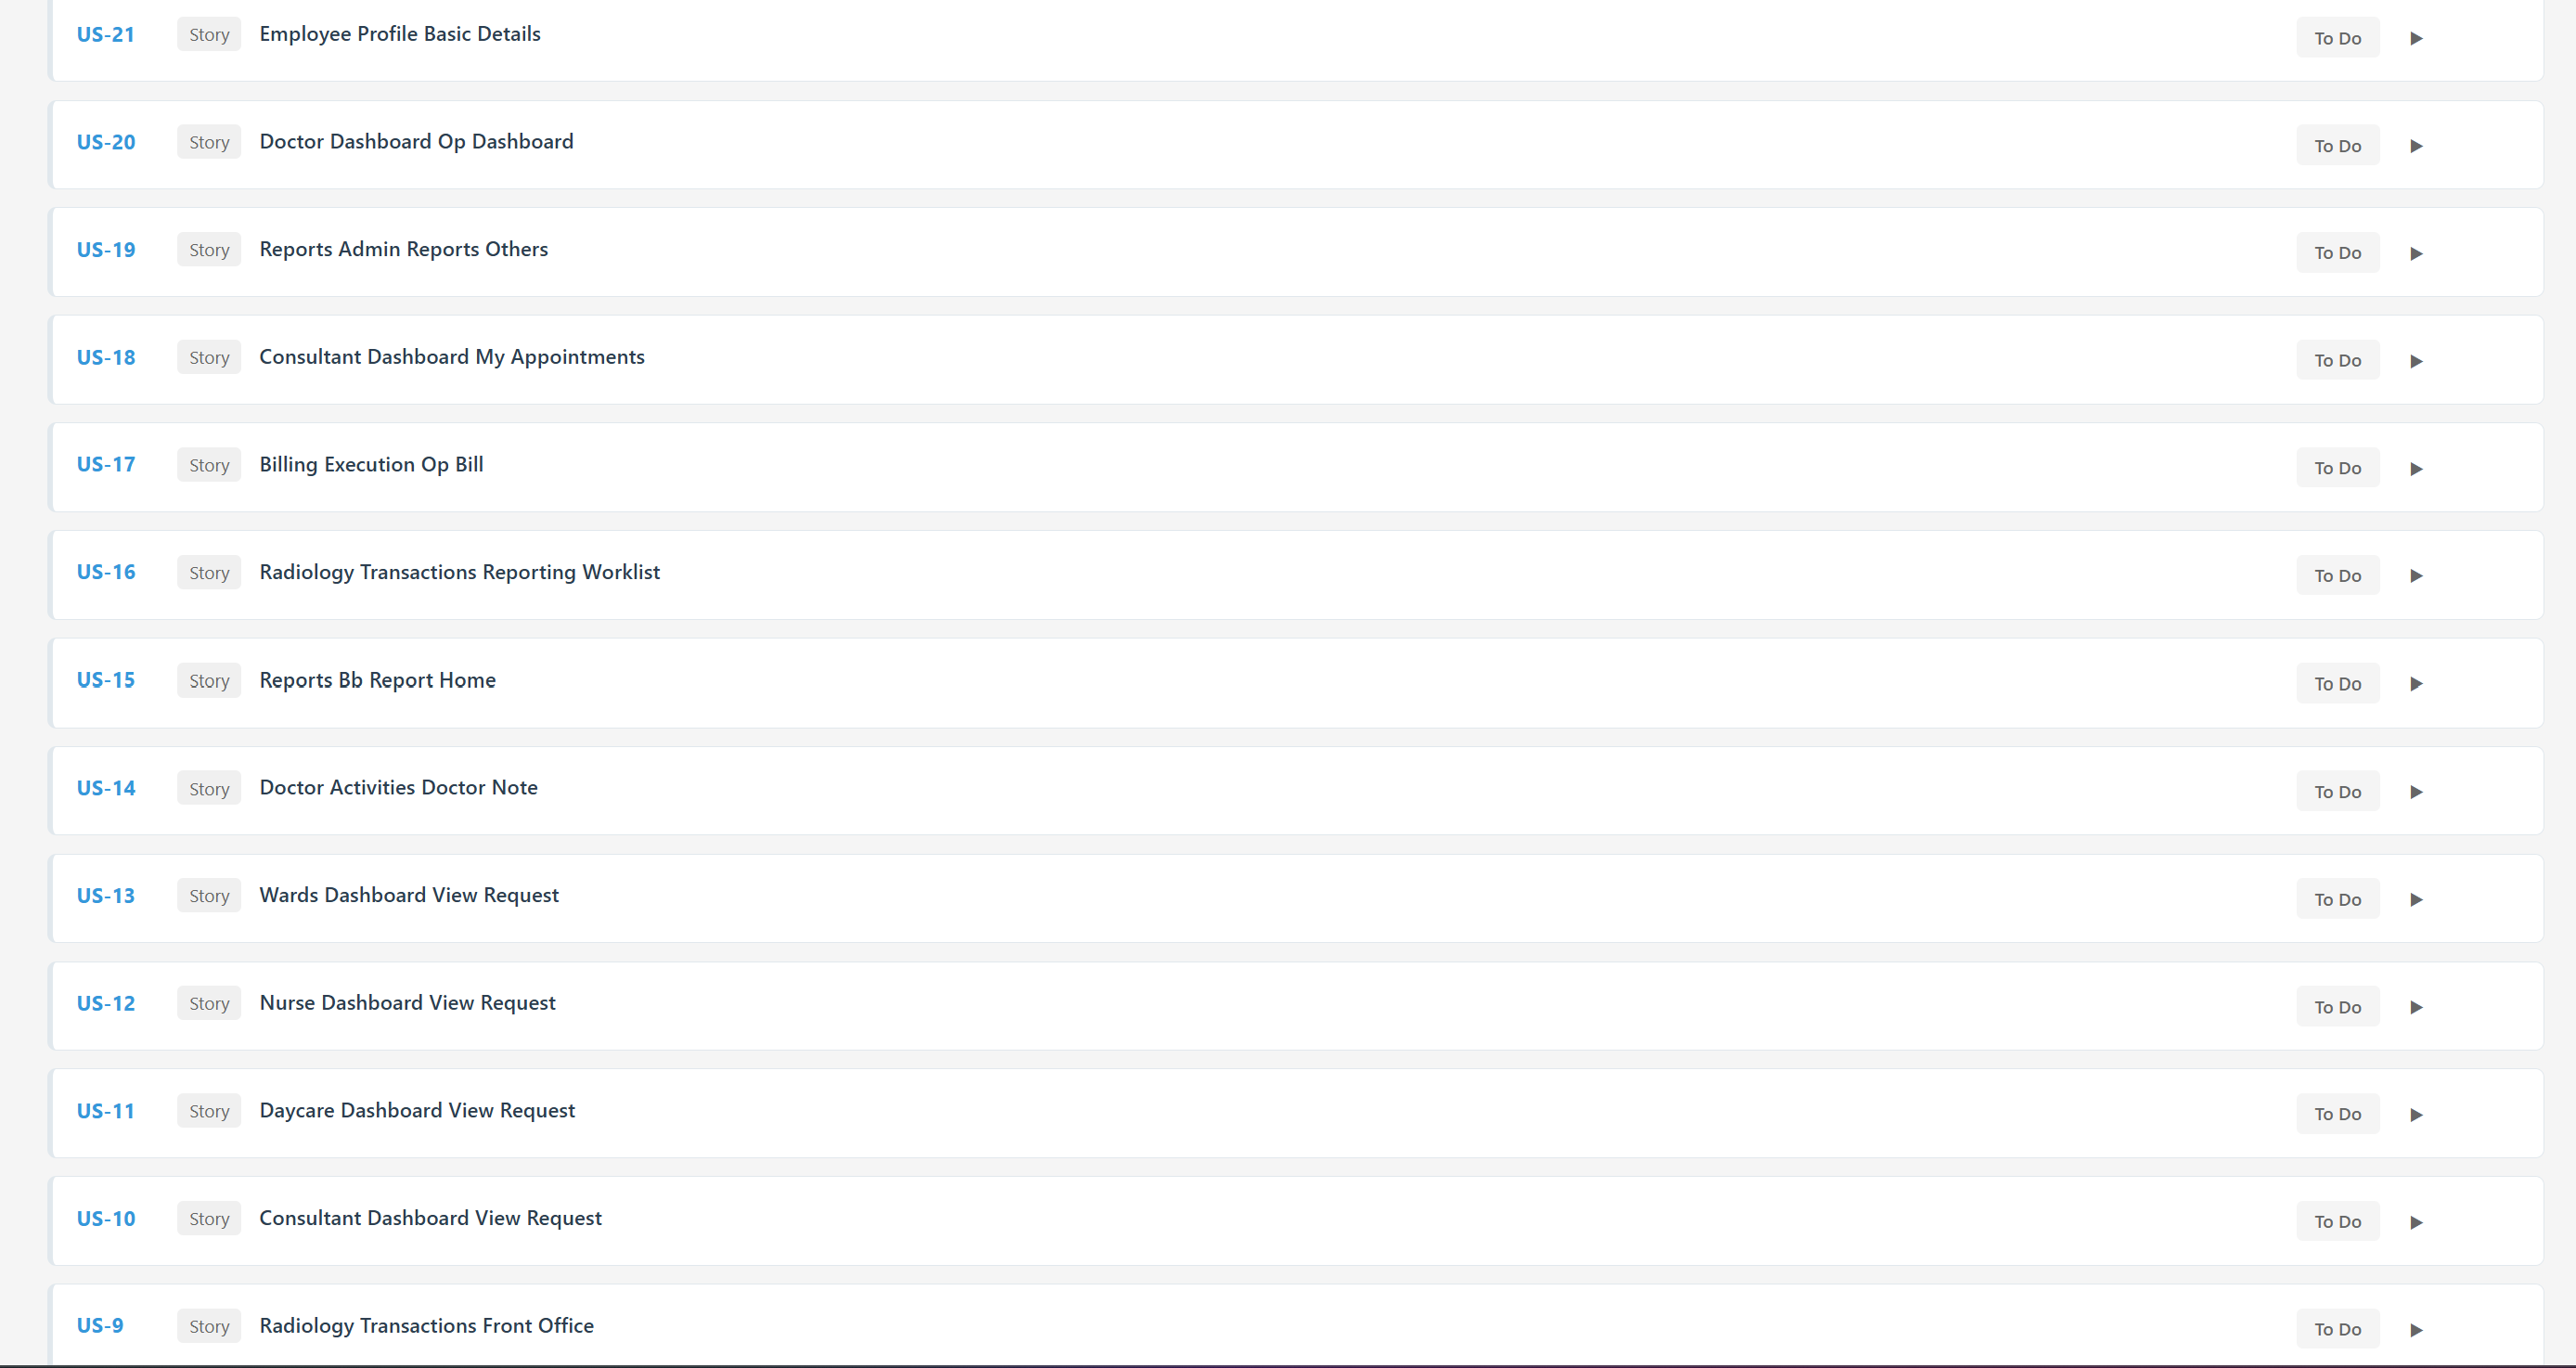 US-21 Story Employee Profile Basic Details To Do
US-20 Story Doctor Dashboard Op Dashboard To Do
US-19 Story Reports Admin Reports Others To Do
US-18 Story Consultant Dashboard My Appointments To Do
US-17 Story Billing Execution Op Bill To Do
US-16 Story Radiology Transactions Reporting Worklist To Do
US-15 Story Reports Bb Report Home To Do
US-14 Story Doctor Activities Doctor Note To Do
US-13 Story Wards Dashboard View Request To Do
US-12 Story Nurse Dashboard View Request To Do
US-11 Story Daycare Dashboard View Request To Do
US-10 Story Consultant Dashboard View Request To Do
US-9 Story Radiology Transactions Front Office To Do